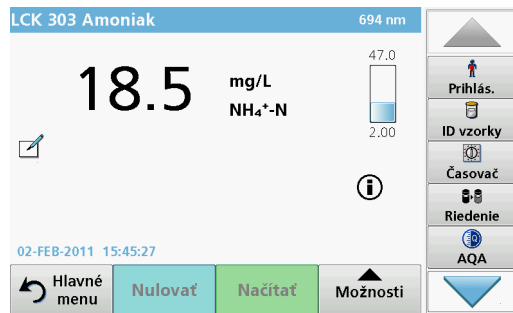 LCK 303 Amoniak 694 nm
47.0
18.5 mg/L
NH₄⁺-N
2.00
02-FEB-2011 15:45:27
Hlavné
menu
Nulovať
Načítať
Možnosti
Prihlás.
ID vzorky
Časovač
Riedenie
AQA